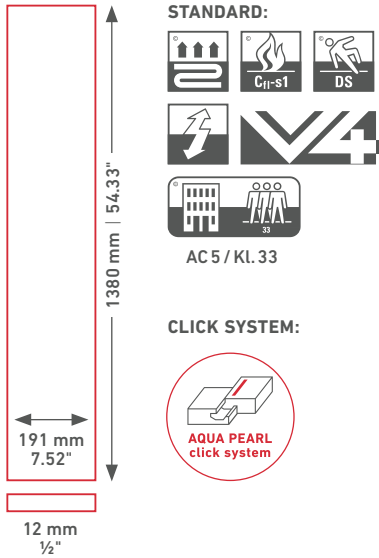 STANDARD:
©
©
Cfl-s1
©
DS
V4
©
33
AC 5 / Kl. 33
1380 mm | 54.33"
CLICK SYSTEM:
AQUA PEARL
click system
191 mm
7.52"
12 mm
½"